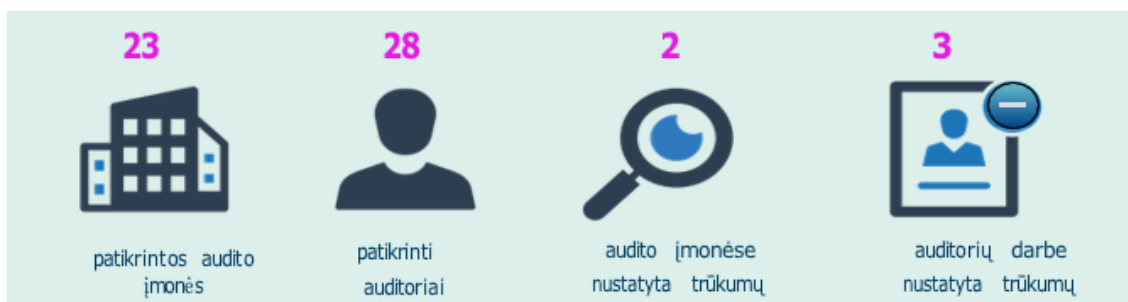 23
28
2
3
patikrintos audito
įmonės
patikrinti
auditoriai
audito įmonėse
nustatyta trūkumų
auditorių darbe
nustatyta trūkumų